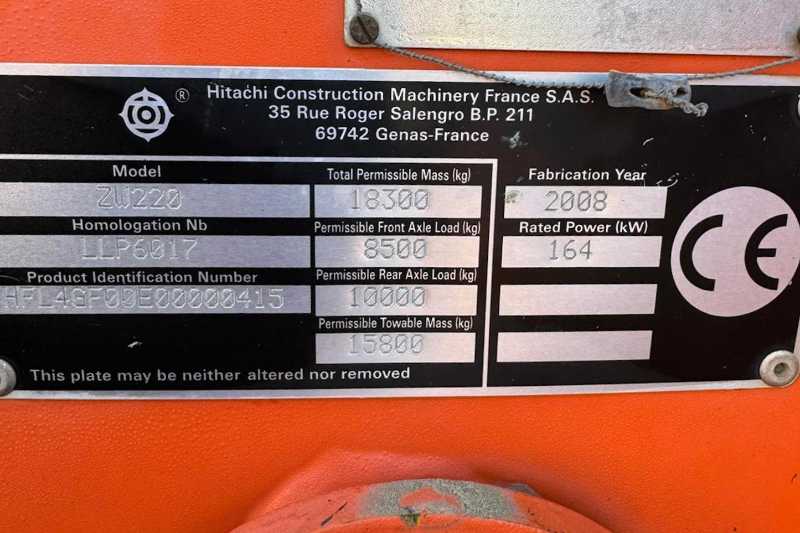 ® Hitachi Construction Machinery France S.A.S.
35 Rue Roger Salengro B.P. 211
69742 Genas-France
Model
ZW220
Homologation Nb
LLP6017
Product Identification Number
HFL4GF00E00000415
Total Permissible Mass (kg)
18300
Permissible Front Axle Load (kg)
8500
Permissible Rear Axle Load (kg)
10000
Permissible Towable Mass (kg)
15800
Fabrication Year
2008
Rated Power (kW)
164
CE
This plate may be neither altered nor removed